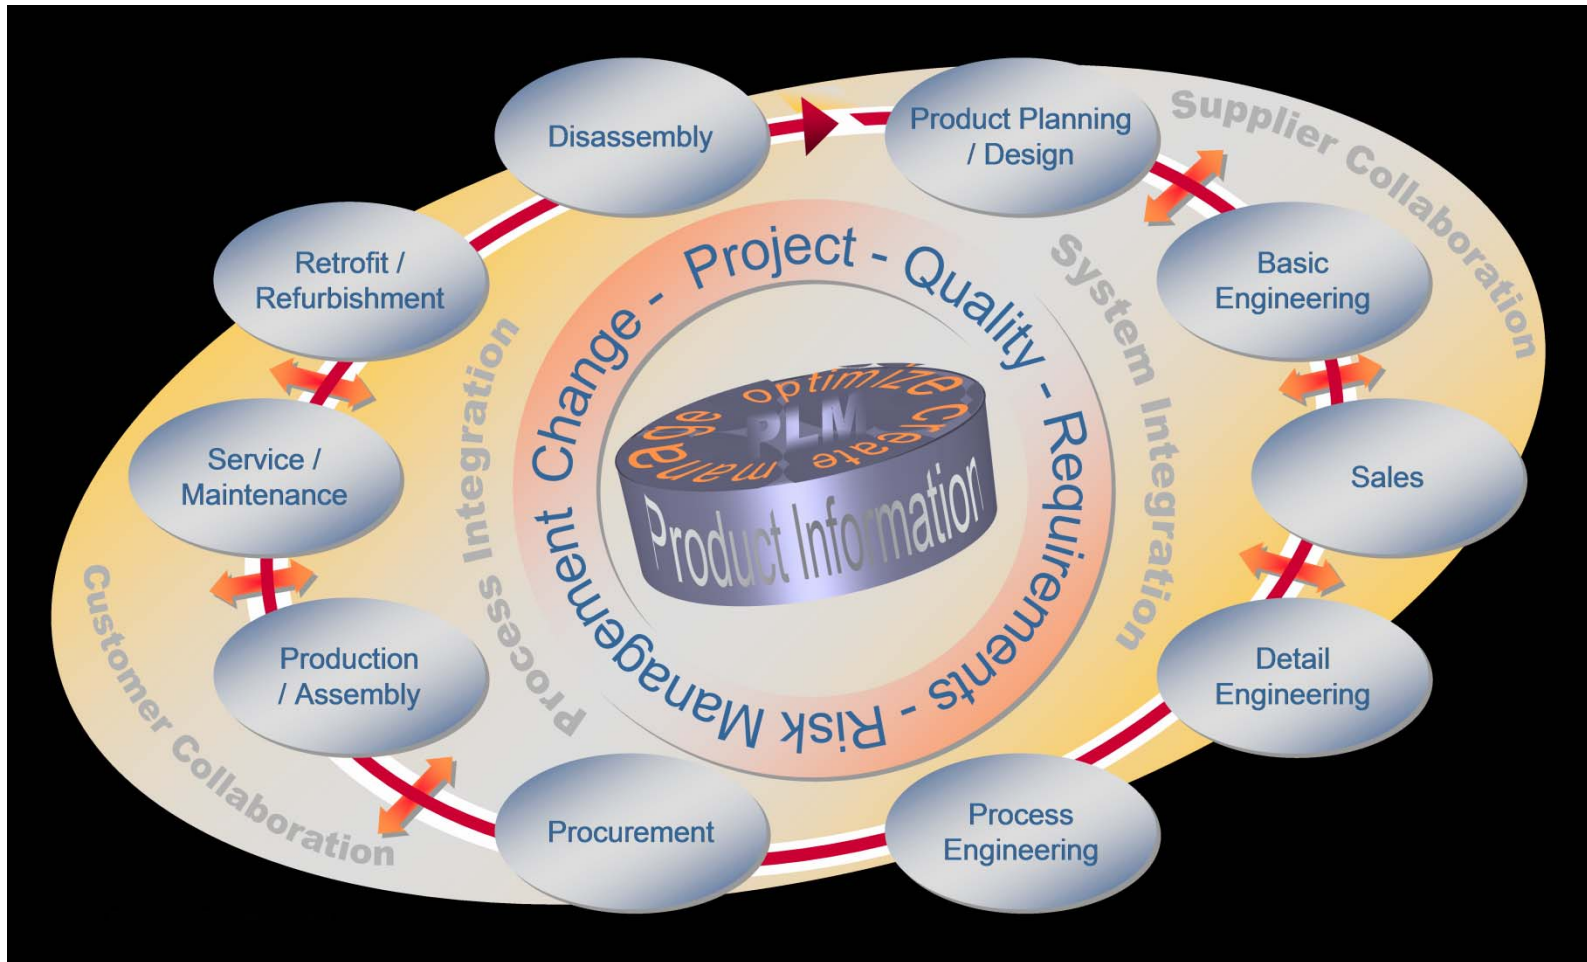 Disassembly
Product Planning
/ Design
Supplier Collaboration
Basic
Engineering
Sales
Detail
Engineering
Process
Engineering
Procurement
Production
/ Assembly
Service /
Maintenance
Retrofit /
Refurbishment
Customer Collaboration
Process Integration
System Integration
Change - Project - Quality - Requirements - Risk Management
optimize create manage
PLM
Product Information